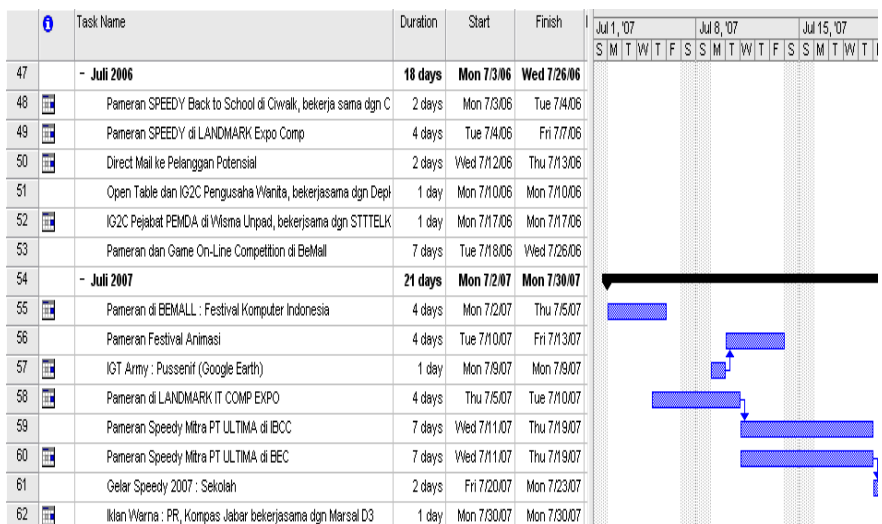 Task Name Duration Start Finish Jul 1, '07 Jul 8, '07 Jul 15, '07
S M T W T F S S M T W T F S S M T W T
47 - Juli 2006 18 days Mon 7/3/06 Wed 7/26/06
48 Pameran SPEEDY Back to School di Ciwalk, bekerja sama dgn C 2 days Mon 7/3/06 Tue 7/4/06
49 Pameran SPEEDY di LANDMARK Expo Comp 4 days Tue 7/4/06 Fri 7/7/06
50 Direct Mail ke Pelanggan Potensial 2 days Wed 7/12/06 Thu 7/13/06
51 Open Table dan IG2C Pengusaha Wanita, bekerjasama dgn Depl 1 day Mon 7/10/06 Mon 7/10/06
52 IG2C Pejabat PEMDA di Wisma Unpad, bekerjsama dgn STTTELK 1 day Mon 7/17/06 Mon 7/17/06
53 Pameran dan Game On-Line Competition di BeMall 7 days Tue 7/18/06 Wed 7/26/06
54 - Juli 2007 21 days Mon 7/2/07 Mon 7/30/07
55 Pameran di BEMALL : Festival Komputer Indonesia 4 days Mon 7/2/07 Thu 7/5/07
56 Pameran Festival Animasi 4 days Tue 7/10/07 Fri 7/13/07
57 IGT Army : Pussenif (Google Earth) 1 day Mon 7/9/07 Mon 7/9/07
58 Pameran di LANDMARK IT COMP EXPO 4 days Thu 7/5/07 Tue 7/10/07
59 Pameran Speedy Mitra PT ULTIMA di IBCC 7 days Wed 7/11/07 Thu 7/19/07
60 Pameran Speedy Mitra PT ULTIMA di BEC 7 days Wed 7/11/07 Thu 7/19/07
61 Gelar Speedy 2007 : Sekolah 2 days Fri 7/20/07 Mon 7/23/07
62 Iklan Warna : PR, Kompas Jabar bekerjasama dgn Marsal D3 1 day Mon 7/30/07 Mon 7/30/07